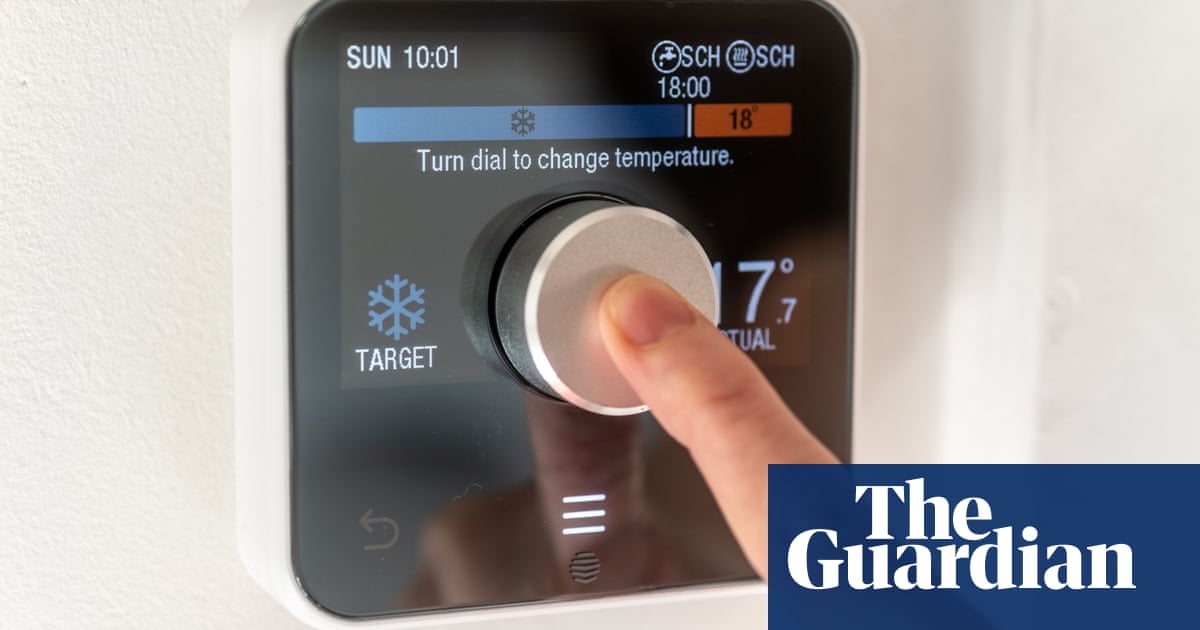 SUN 10:01
SCH SCH
18:00
18°
Turn dial to change temperature.
17°
.7
TARGET
The
Guardian